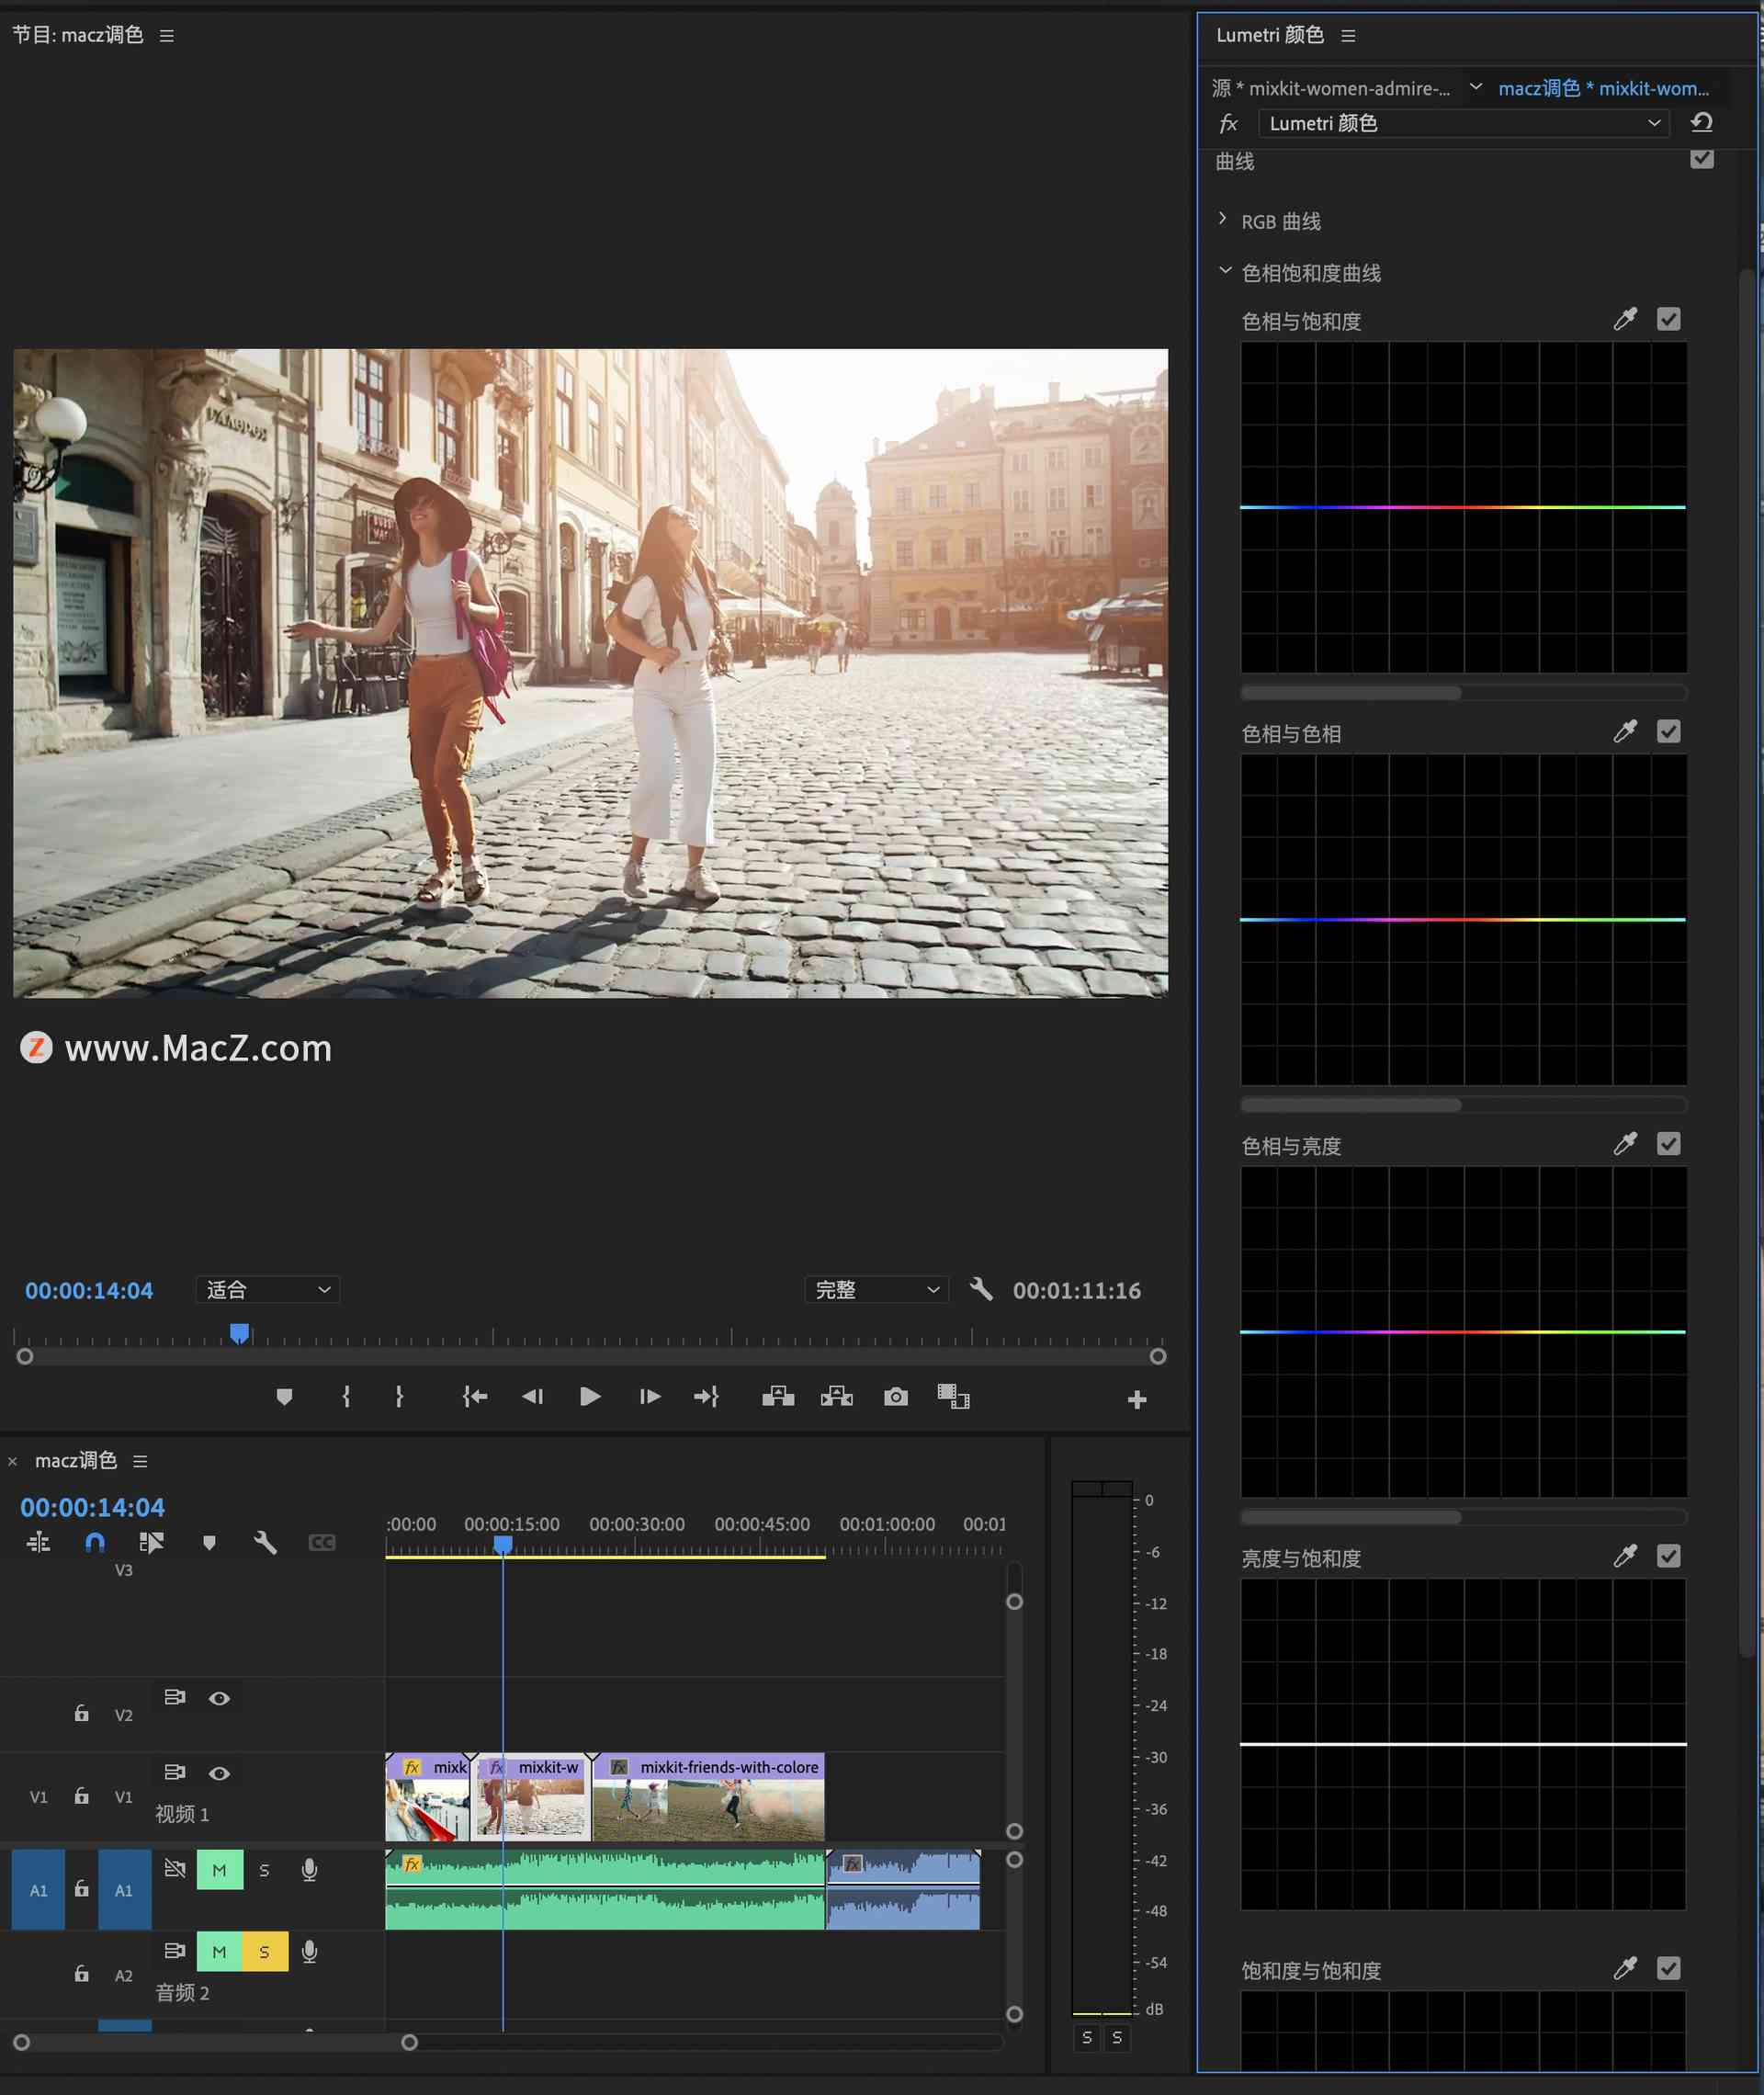 节目: macz调色
www.MacZ.com
00:00:14:04
适合
完整
00:01:11:16
macz调色
00:00:14:04
:00:00
00:00:15:00
00:00:30:00
00:00:45:00
00:01:00:00
00:01
CC
V3
V2
V1
V1
视频 1
fx mixk
fx mixkit-w
fx mixkit-friends-with-colore
A1
A1
M
S
fx
fx
A2
M
S
音频 2
0
-6
-12
-18
-24
-30
-36
-42
-48
-54
dB
S
S
Lumetri 颜色
源 * mixkit-women-admire-...
macz调色 * mixkit-wom...
fx
Lumetri 颜色
曲线
RGB 曲线
色相饱和度曲线
色相与饱和度
色相与色相
色相与亮度
亮度与饱和度
饱和度与饱和度